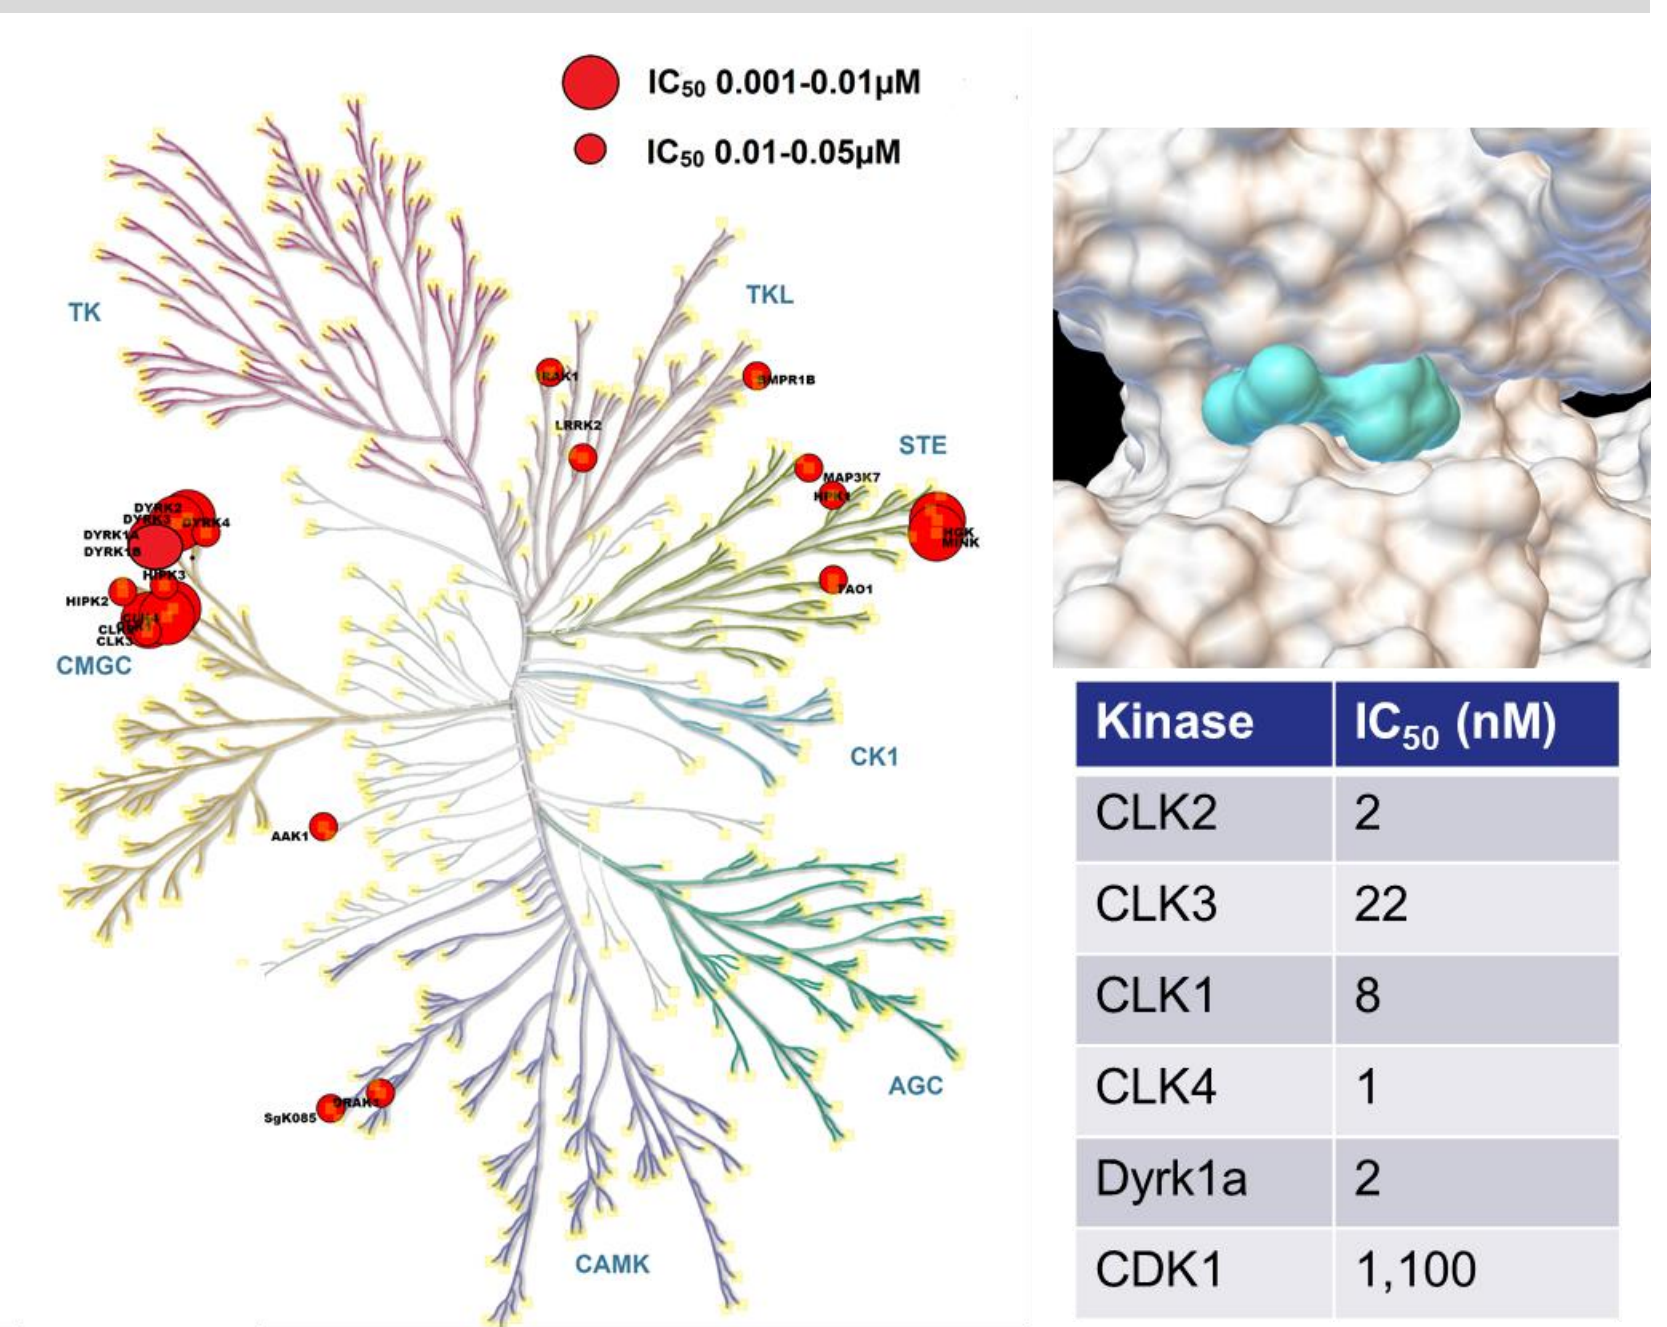 IC50 0.001-0.01µM
IC50 0.01-0.05µM
TK
TKL
IRAK1
BMPR1B
LRRK2
STE
MAP3K7
HPK1
HGK
MINK
TAO1
DYRK2
DYRK3
DYRK4
DYRK1A
DYRK1B
HIPK3
HIPK2
CLK3
CMGC
CK1
AAK1
AGC
SgK085
CAMK
Kinase IC50 (nM)
CLK2 2
CLK3 22
CLK1 8
CLK4 1
Dyrk1a 2
CDK1 1,100